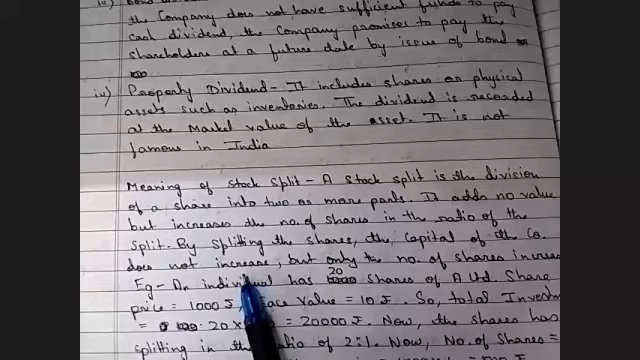 iii)
the Company does not have sufficient funds to pay
cash dividend, the Company promises to pay the
shareholders at a future date by issue of bond
iv) Property Dividend - It includes shares or physical
assets such as inventories. The dividend is recorded
at the Market value of the asset. It is not
famous in India
Meaning of Stock Split - A stock split is the division
of a share into two or more parts. It adds no value
but increases the no. of shares in the ratio of the
split. By splitting the shares, the capital of the Co.
does not increase, but only the no. of shares increa
Eg - An individual has 20 Shares of A Ltd. Share
price = 1000 ₹, Face Value = 10 ₹. So, total Investm
= 20 x = 20000 ₹. Now, the shares has
splitting in the ratio of 2:1. Now, No. of Shares =